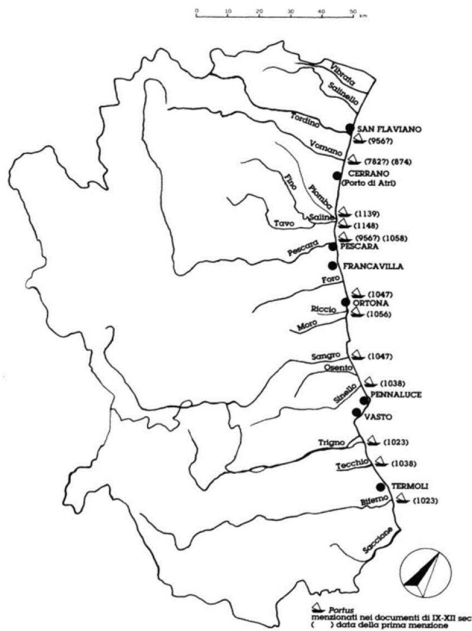 0 10 20 30 40 50 km
Vibrata
Salinello
Tordino
SAN FLAVIANO
(956?)
Vomano
(782?) (874)
CERRANO
(Porto di Atri)
Piomba
Fino
Tavo
Saline
(1139)
(1148)
(956?) (1058)
Pescara
PESCARA
FRANCAVILLA
Foro
(1047)
ORTONA
Riccio
(1056)
Moro
Sangro
(1047)
Osento
Sinello
(1038)
PENNALUCE
VASTO
Trigno
(1023)
Tecchio
(1038)
TERMOLI
Biferno
(1023)
Saccione
Portus
menzionati nei documenti di IX-XII sec
( ) data della prima menzione